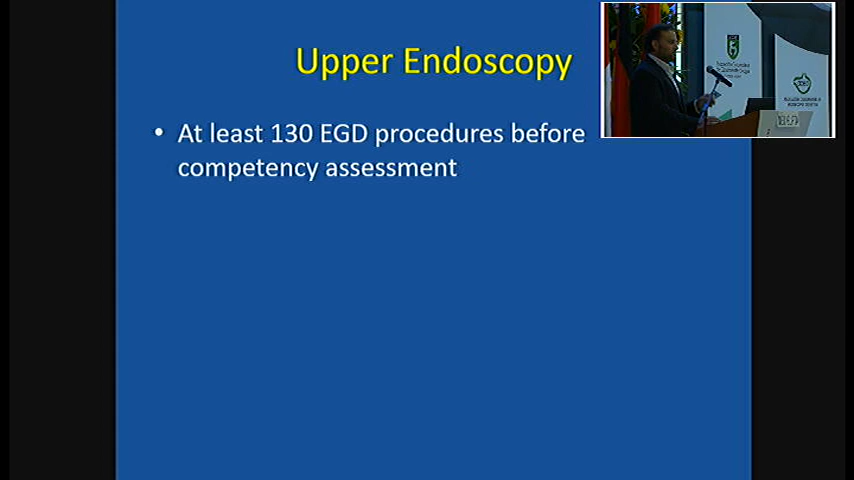 Upper Endoscopy
• At least 130 EGD procedures before
competency assessment